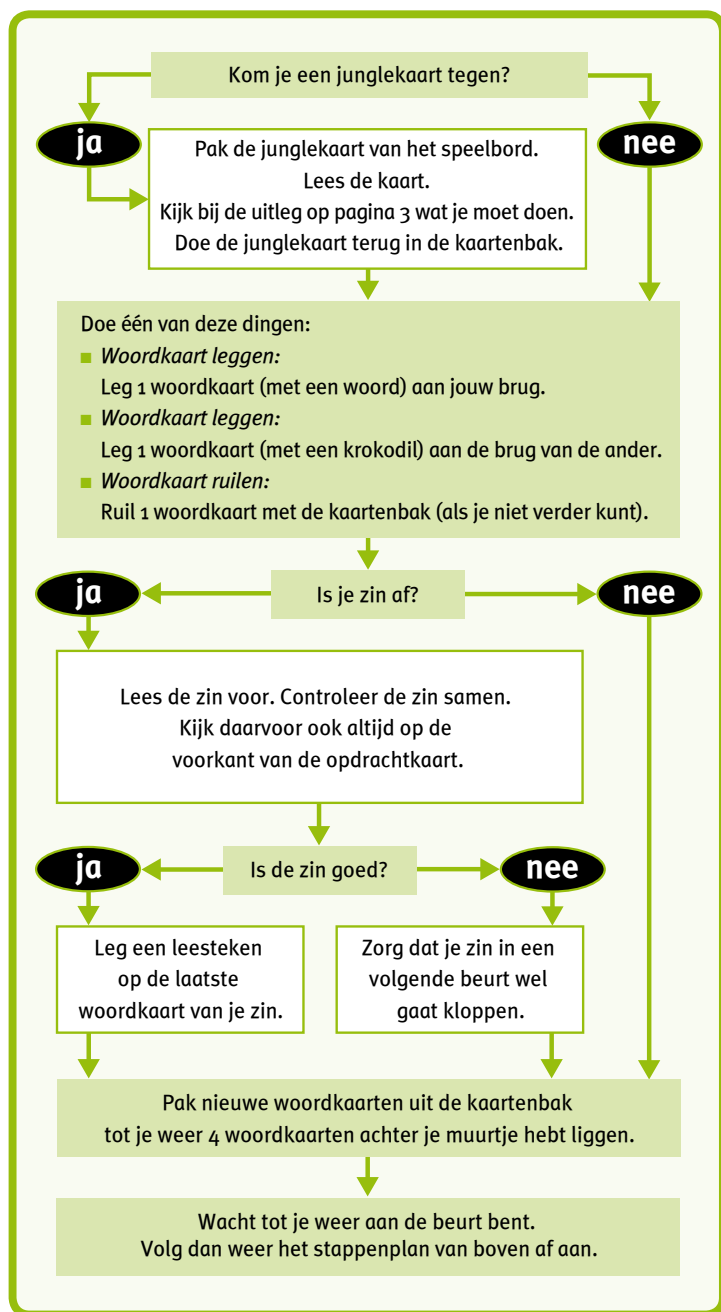 Kom je een junglekaart tegen?
ja
nee
Pak de junglekaart van het speelbord.
Lees de kaart.
Kijk bij de uitleg op pagina 3 wat je moet doen.
Doe de junglekaart terug in de kaartenbak.
Doe één van deze dingen:
■ Woordkaart leggen:
Leg 1 woordkaart (met een woord) aan jouw brug.
■ Woordkaart leggen:
Leg 1 woordkaart (met een krokodil) aan de brug van de ander.
■ Woordkaart ruilen:
Ruil 1 woordkaart met de kaartenbak (als je niet verder kunt).
ja
Is je zin af?
nee
Lees de zin voor. Controleer de zin samen.
Kijk daarvoor ook altijd op de
voorkant van de opdrachtkaart.
ja
Is de zin goed?
nee
Leg een leesteken
op de laatste
woordkaart van je zin.
Zorg dat je zin in een
volgende beurt wel
gaat kloppen.
Pak nieuwe woordkaarten uit de kaartenbak
tot je weer 4 woordkaarten achter je muurtje hebt liggen.
Wacht tot je weer aan de beurt bent.
Volg dan weer het stappenplan van boven af aan.